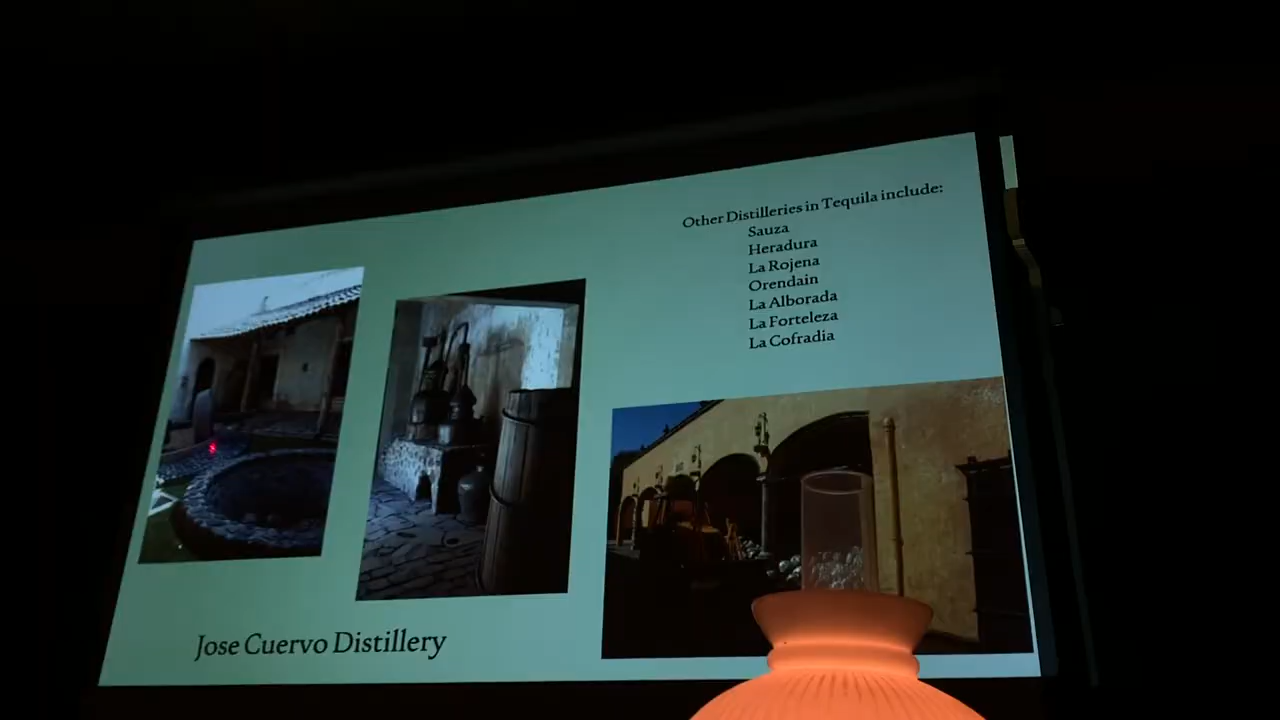 Other Distilleries in Tequila include:
Sauza
Heradura
La Rojena
Orendain
La Alborada
La Forteleza
La Cofradia
Jose Cuervo Distillery